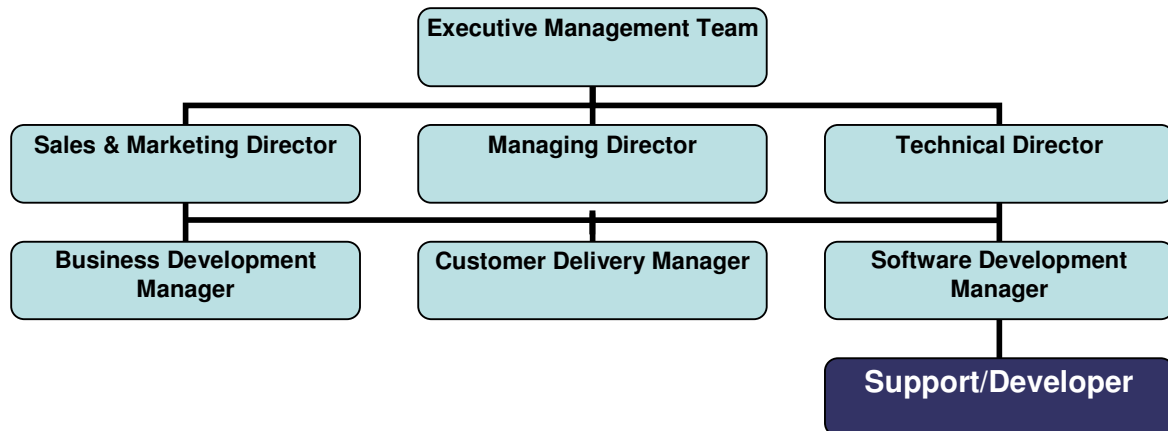 Executive Management Team
Sales & Marketing Director
Managing Director
Technical Director
Business Development
Manager
Customer Delivery Manager
Software Development
Manager
Support/Developer